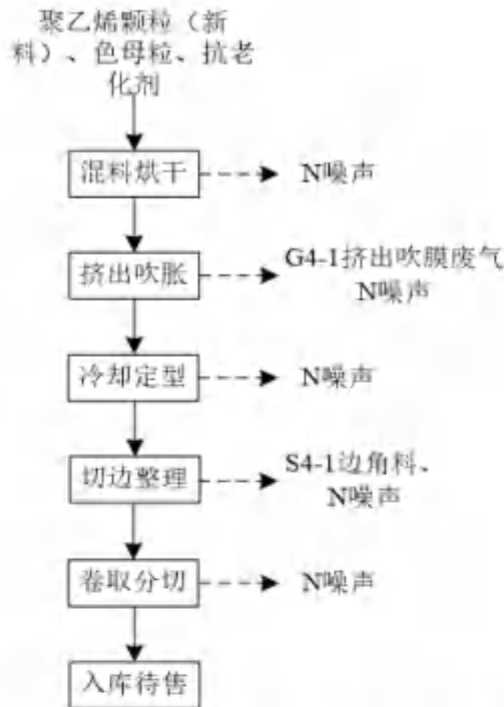 聚乙烯颗粒（新
料）、色母粒、抗老
化剂
混料烘干
N噪声
挤出吹胀
G4-1挤出吹膜废气
N噪声
冷却定型
N噪声
切边整理
S4-1边角料、
N噪声
卷取分切
N噪声
入库待售